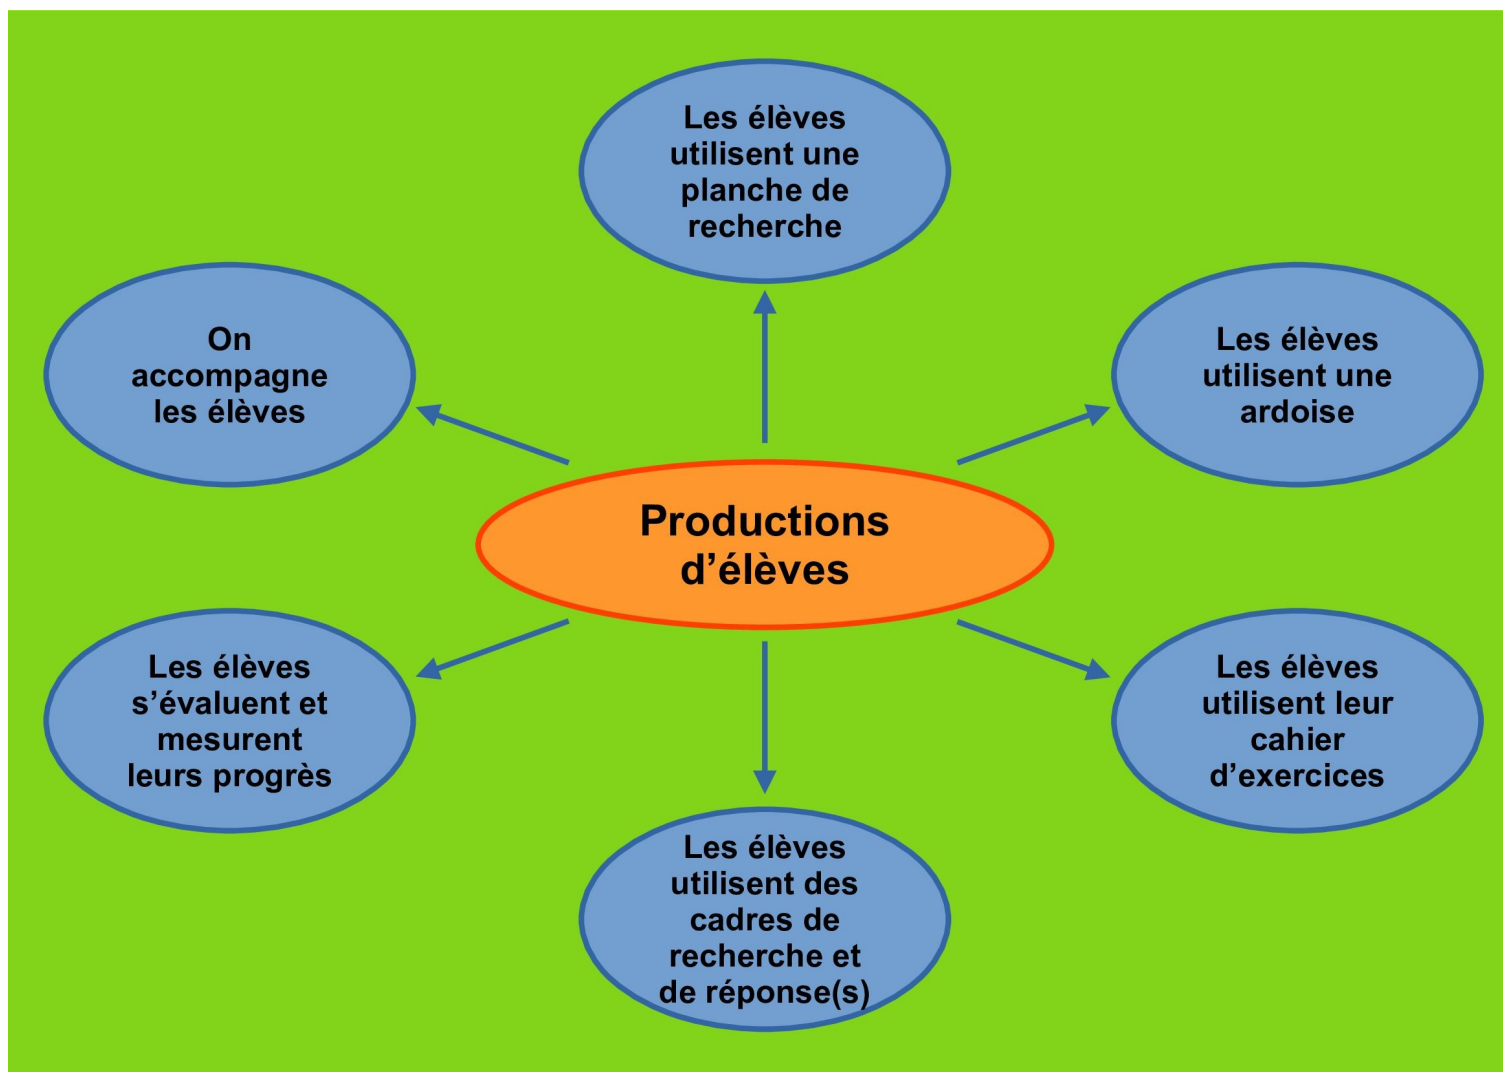 Les élèves
utilisent une
planche de
recherche
On
accompagne
les élèves
Les élèves
utilisent une
ardoise
Productions
d’élèves
Les élèves
s’évaluent et
mesurent
leurs progrès
Les élèves
utilisent leur
cahier
d’exercices
Les élèves
utilisent des
cadres de
recherche et
de réponse(s)